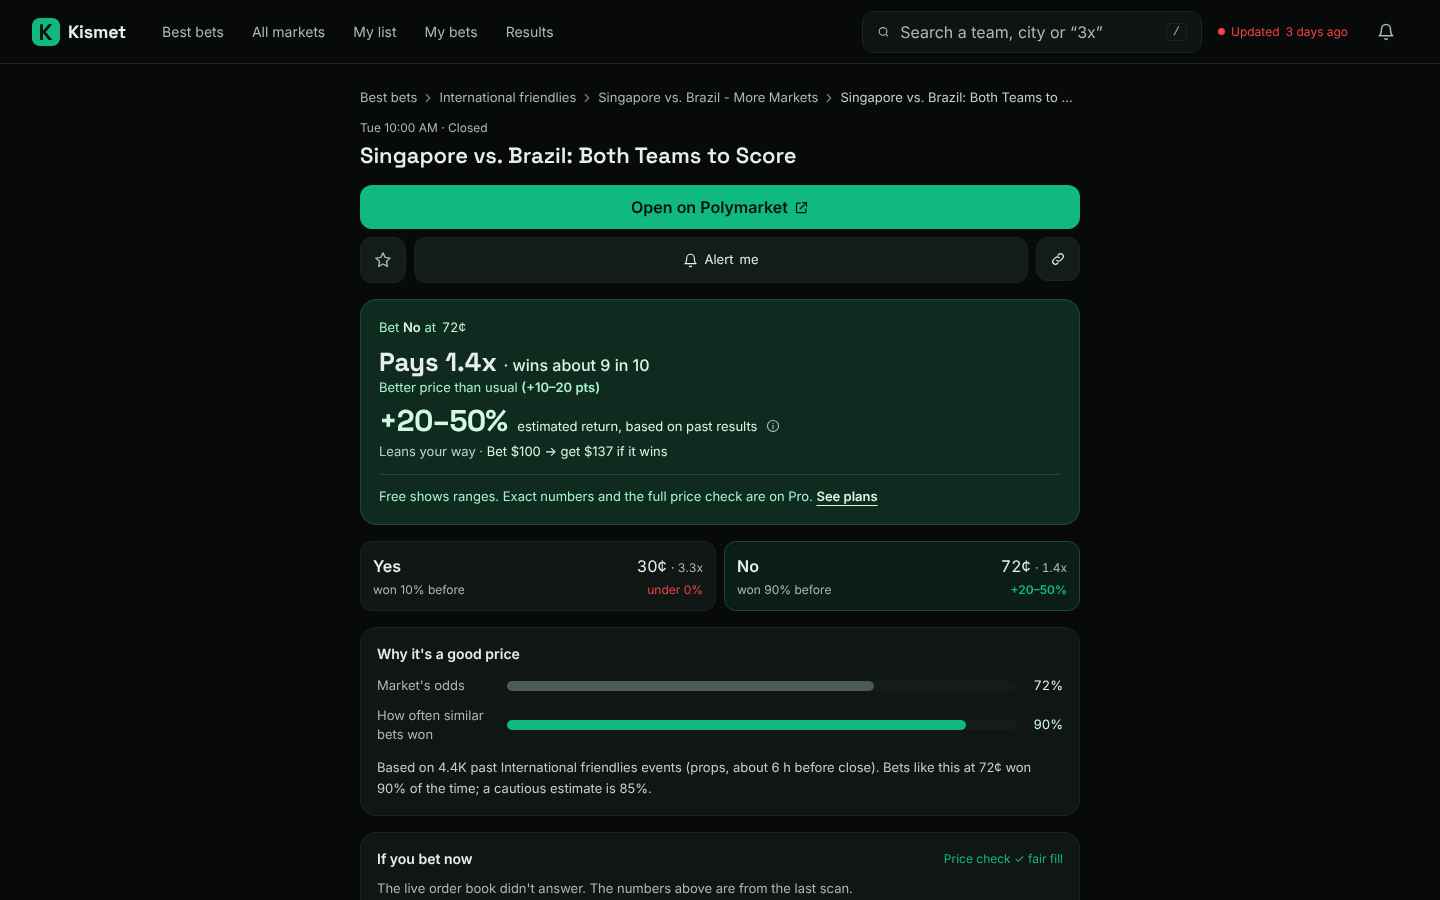 K Kismet Best bets All markets My list My bets Results Search a team, city or “3x” / Updated 3 days ago
Best bets > International friendlies > Singapore vs. Brazil - More Markets > Singapore vs. Brazil: Both Teams to ...
Tue 10:00 AM · Closed
Singapore vs. Brazil: Both Teams to Score
Open on Polymarket
Alert me
Bet No at 72¢
Pays 1.4x · wins about 9 in 10
Better price than usual (+10–20 pts)
+20–50% estimated return, based on past results
Leans your way · Bet $100 → get $137 if it wins
Free shows ranges. Exact numbers and the full price check are on Pro. See plans
Yes 30¢ · 3.3x
won 10% before under 0%
No 72¢ · 1.4x
won 90% before +20–50%
Why it's a good price
Market's odds 72%
How often similar
bets won 90%
Based on 4.4K past International friendlies events (props, about 6 h before close). Bets like this at 72¢ won
90% of the time; a cautious estimate is 85%.
If you bet now Price check ✓ fair fill
The live order book didn't answer. The numbers above are from the last scan.